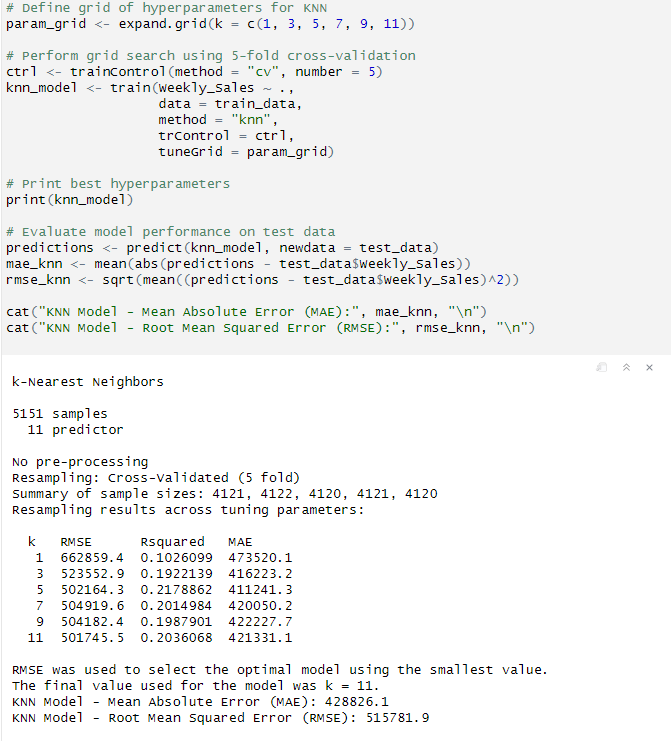 # Define grid of hyperparameters for KNN
param_grid <- expand.grid(k = c(1, 3, 5, 7, 9, 11))
# Perform grid search using 5-fold cross-validation
ctrl <- trainControl(method = "cv", number = 5)
knn_model <- train(Weekly_Sales ~ .,
data = train_data,
method = "knn",
trControl = ctrl,
tuneGrid = param_grid)
# Print best hyperparameters
print(knn_model)
# Evaluate model performance on test data
predictions <- predict(knn_model, newdata = test_data)
mae_knn <- mean(abs(predictions - test_data$Weekly_Sales))
rmse_knn <- sqrt(mean((predictions - test_data$Weekly_Sales)^2))
cat("KNN Model - Mean Absolute Error (MAE):", mae_knn, "\n")
cat("KNN Model - Root Mean Squared Error (RMSE):", rmse_knn, "\n")
k-Nearest Neighbors
5151 samples
11 predictor
No pre-processing
Resampling: Cross-Validated (5 fold)
Summary of sample sizes: 4121, 4122, 4120, 4121, 4120
Resampling results across tuning parameters:
k RMSE Rsquared MAE
1 662859.4 0.1026099 473520.1
3 523552.9 0.1922139 416223.2
5 502164.3 0.2178862 411241.3
7 504919.6 0.2014984 420050.2
9 504182.4 0.1987901 422227.7
11 501745.5 0.2036068 421331.1
RMSE was used to select the optimal model using the smallest value.
The final value used for the model was k = 11.
KNN Model - Mean Absolute Error (MAE): 428826.1
KNN Model - Root Mean Squared Error (RMSE): 515781.9